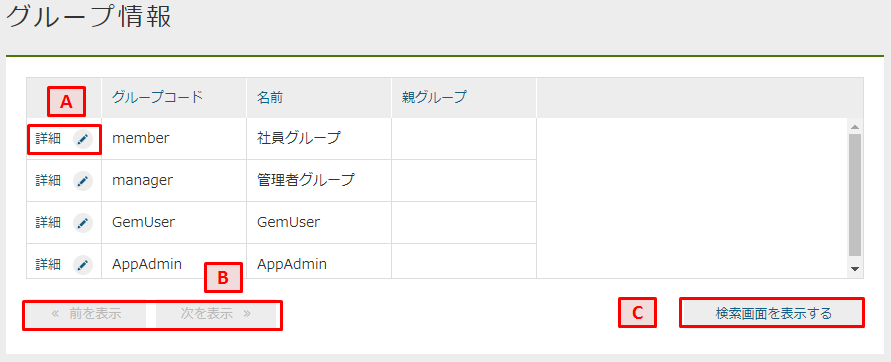 グループ情報
A グループコード 名前 親グループ
詳細 member 社員グループ
詳細 manager 管理者グループ
詳細 GemUser GemUser
詳細 AppAdmin AppAdmin
B
« 前を表示 次を表示 » C 検索画面を表示する